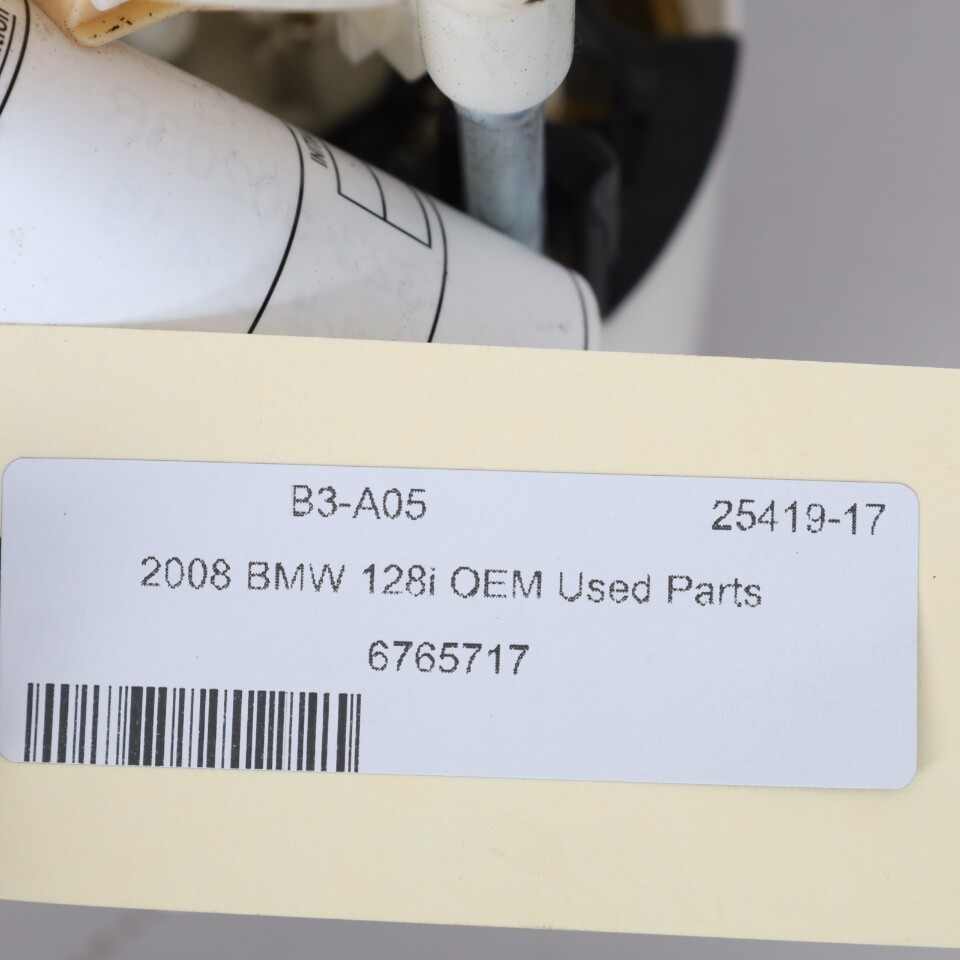 B3-A05 25419-17
2008 BMW 128i OEM Used Parts
6765717